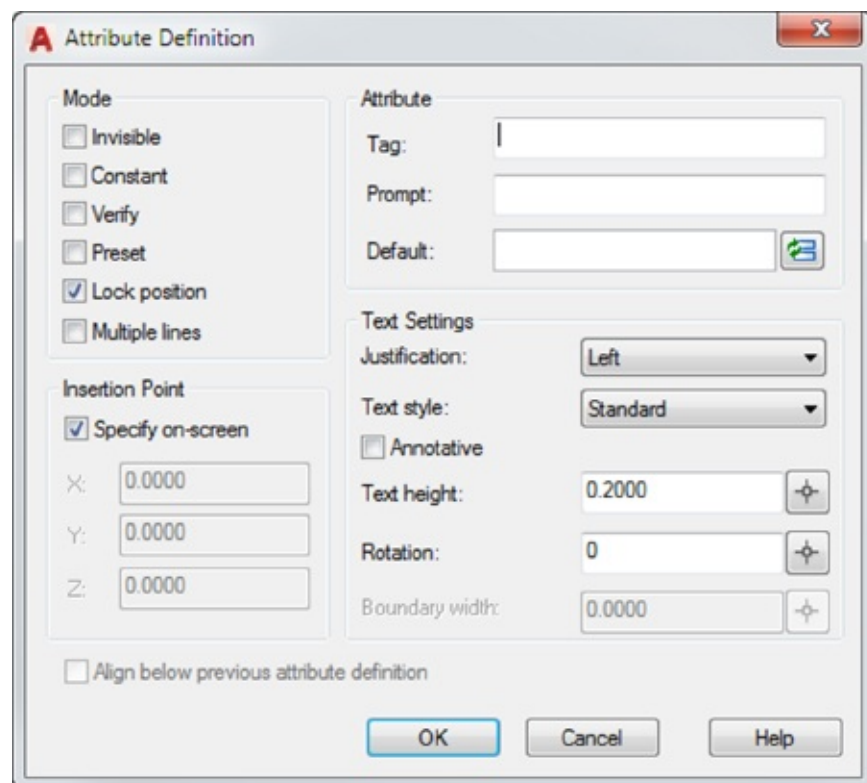 Attribute Definition
Mode
Invisible
Constant
Verify
Preset
Lock position
Multiple lines
Insertion Point
Specify on-screen
X: 0.0000
Y: 0.0000
Z: 0.0000
Attribute
Tag:
Prompt:
Default:
Text Settings
Justification: Left
Text style: Standard
Annotative
Text height: 0.2000
Rotation: 0
Boundary width: 0.0000
Align below previous attribute definition
OK Cancel Help